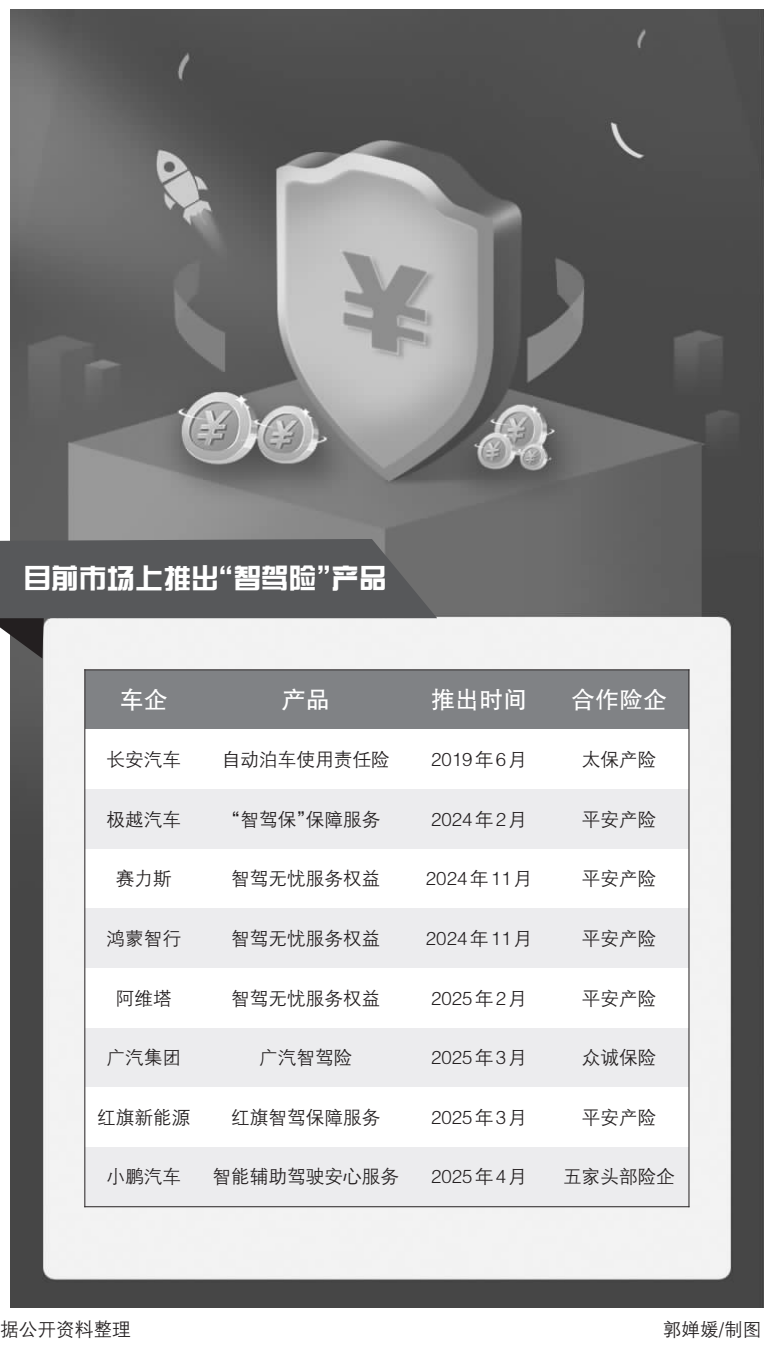 目前市场上推出“智驾险”产品
车企 产品 推出时间 合作险企
长安汽车 自动泊车使用责任险 2019年6月 太保产险
极越汽车 “智驾保”保障服务 2024年2月 平安产险
赛力斯 智驾无忧服务权益 2024年11月 平安产险
鸿蒙智行 智驾无忧服务权益 2024年11月 平安产险
阿维塔 智驾无忧服务权益 2025年2月 平安产险
广汽集团 广汽智驾险 2025年3月 众诚保险
红旗新能源 红旗智驾保障服务 2025年3月 平安产险
小鹏汽车 智能辅助驾驶安心服务 2025年4月 五家头部险企
据公开资料整理 郭婵媛/制图